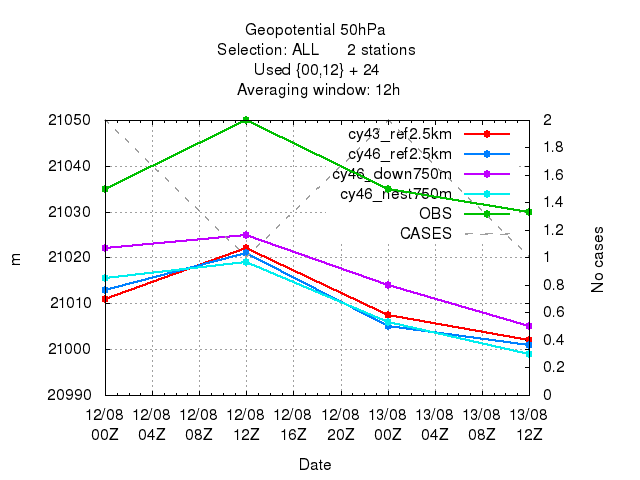 Geopotential 50hPa
Selection: ALL 2 stations
Used {00,12} + 24
Averaging window: 12h
21050
21040
21030
21020
21010
21000
20990
m
2
1.8
1.6
1.4
1.2
1
0.8
0.6
0.4
0.2
0
No cases
cy43_ref2.5km
cy46_ref2.5km
cy46_down750m
cy46_nest750m
OBS
CASES
12/08 12/08 12/08 12/08 12/08 13/08 13/08 13/08 13/08
00Z 04Z 08Z 12Z 16Z 20Z 00Z 04Z 08Z 12Z
Date